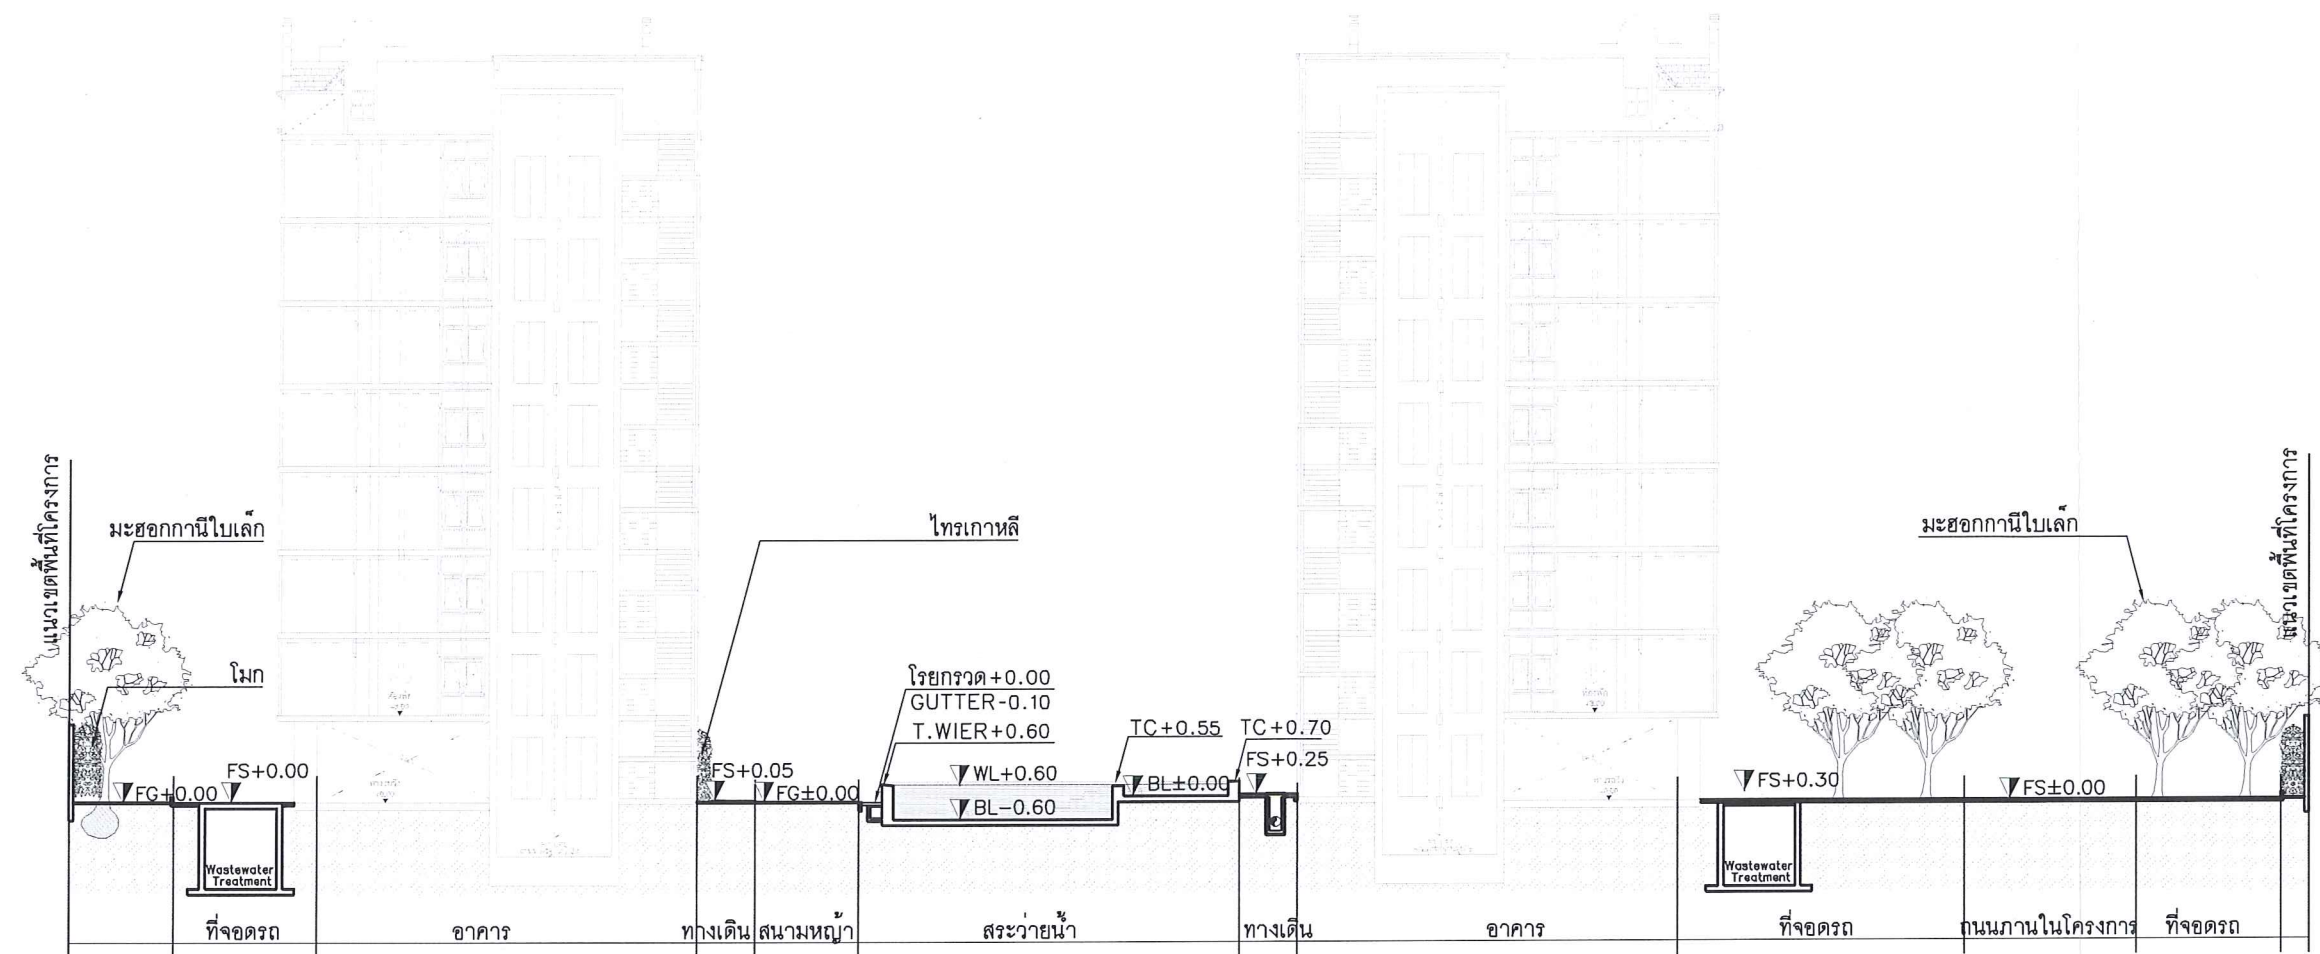 แนวเขตพื้นที่โครงการ
มะฮอกกานีใบเล็ก
โมก
FG+0.00
FS+0.00
Wastewater
Treatment
ไทรเกาหลี
FS+0.05
FG±0.00
โรยกรวด+0.00
GUTTER-0.10
T.WIER+0.60
WL+0.60
BL-0.60
TC+0.55
TC+0.70
BL±0.00
FS+0.25
มะฮอกกานีใบเล็ก
แนวเขตพื้นที่โครงการ
FS+0.30
FS±0.00
Wastewater
Treatment
ที่จอดรถ
อาคาร
ทางเดิน
สนามหญ้า
สระว่ายน้ำ
ทางเดิน
อาคาร
ที่จอดรถ
ถนนภานในโครงการ
ที่จอดรถ